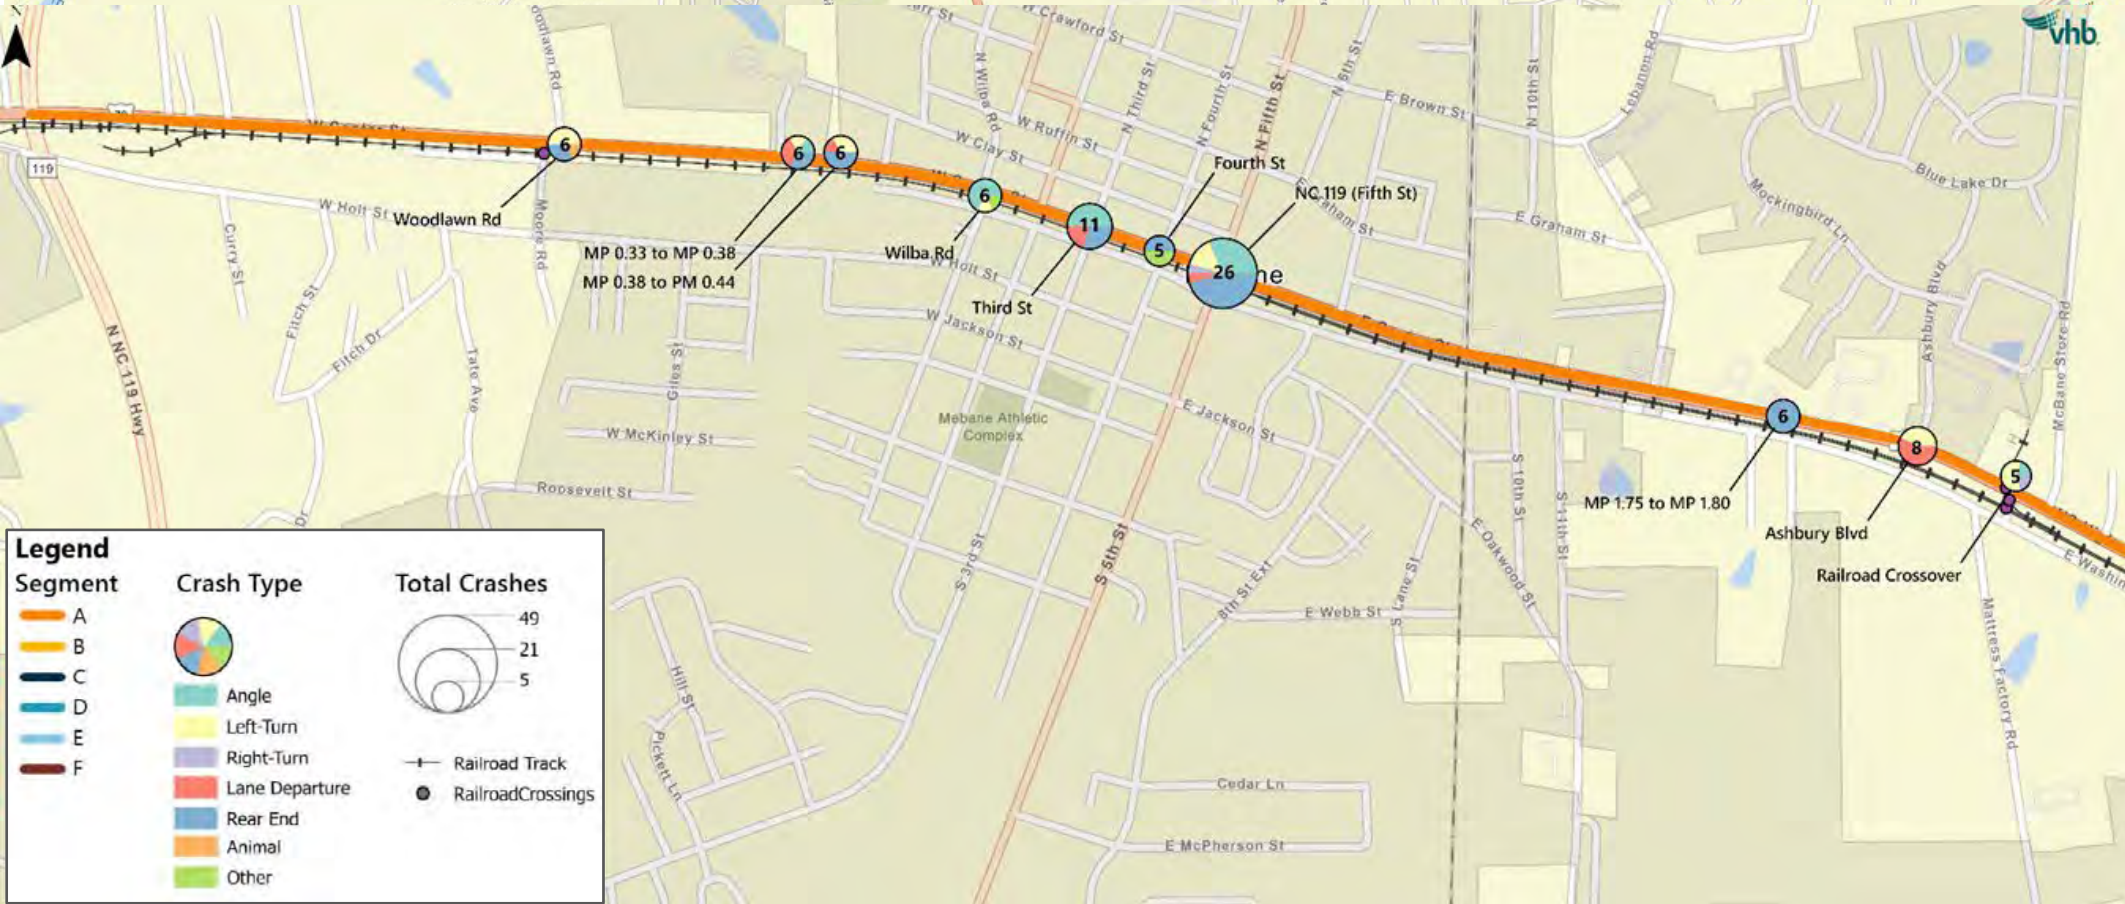 N
vhb
W Crawford St
Lebanon Rd
N 10th St
N 6th St
N Fifth St
N Fourth St
N Third St
N Wilba Rd
E Brown St
W Ruffin St
W Clay St
Fourth St
NC 119 (Fifth St)
Blue Lake Dr
Mockingbird Ln
E Graham St
119
6
6
6
6
11
5
26
ne
W Holt St
Woodlawn Rd
Moore Rd
MP 0.33 to MP 0.38
MP 0.38 to PM 0.44
Wilba Rd
W Holt St
Third St
Curry St
Fitch St
Fitch Dr
Tate Ave
Giles St
N NC 119 Hwy
W Jackson St
E Jackson St
Ashbury Blvd
McBane Store Rd
Mebane Athletic
Complex
W McKinley St
Roosevelt St
6
8
5
MP 1.75 to MP 1.80
Ashbury Blvd
Railroad Crossover
E Washin
S 10th St
S 11th St
E Oakwood St
S Lane St
8th St Ext
E Webb St
S 5th St
S 3rd St
Dr
Hill St
Pickett Ln
Mattress Factory Rd
Cedar Ln
E McPherson St
Legend
Segment
A
B
C
D
E
F
Crash Type
Angle
Left-Turn
Right-Turn
Lane Departure
Rear End
Animal
Other
Total Crashes
49
21
5
Railroad Track
RailroadCrossings